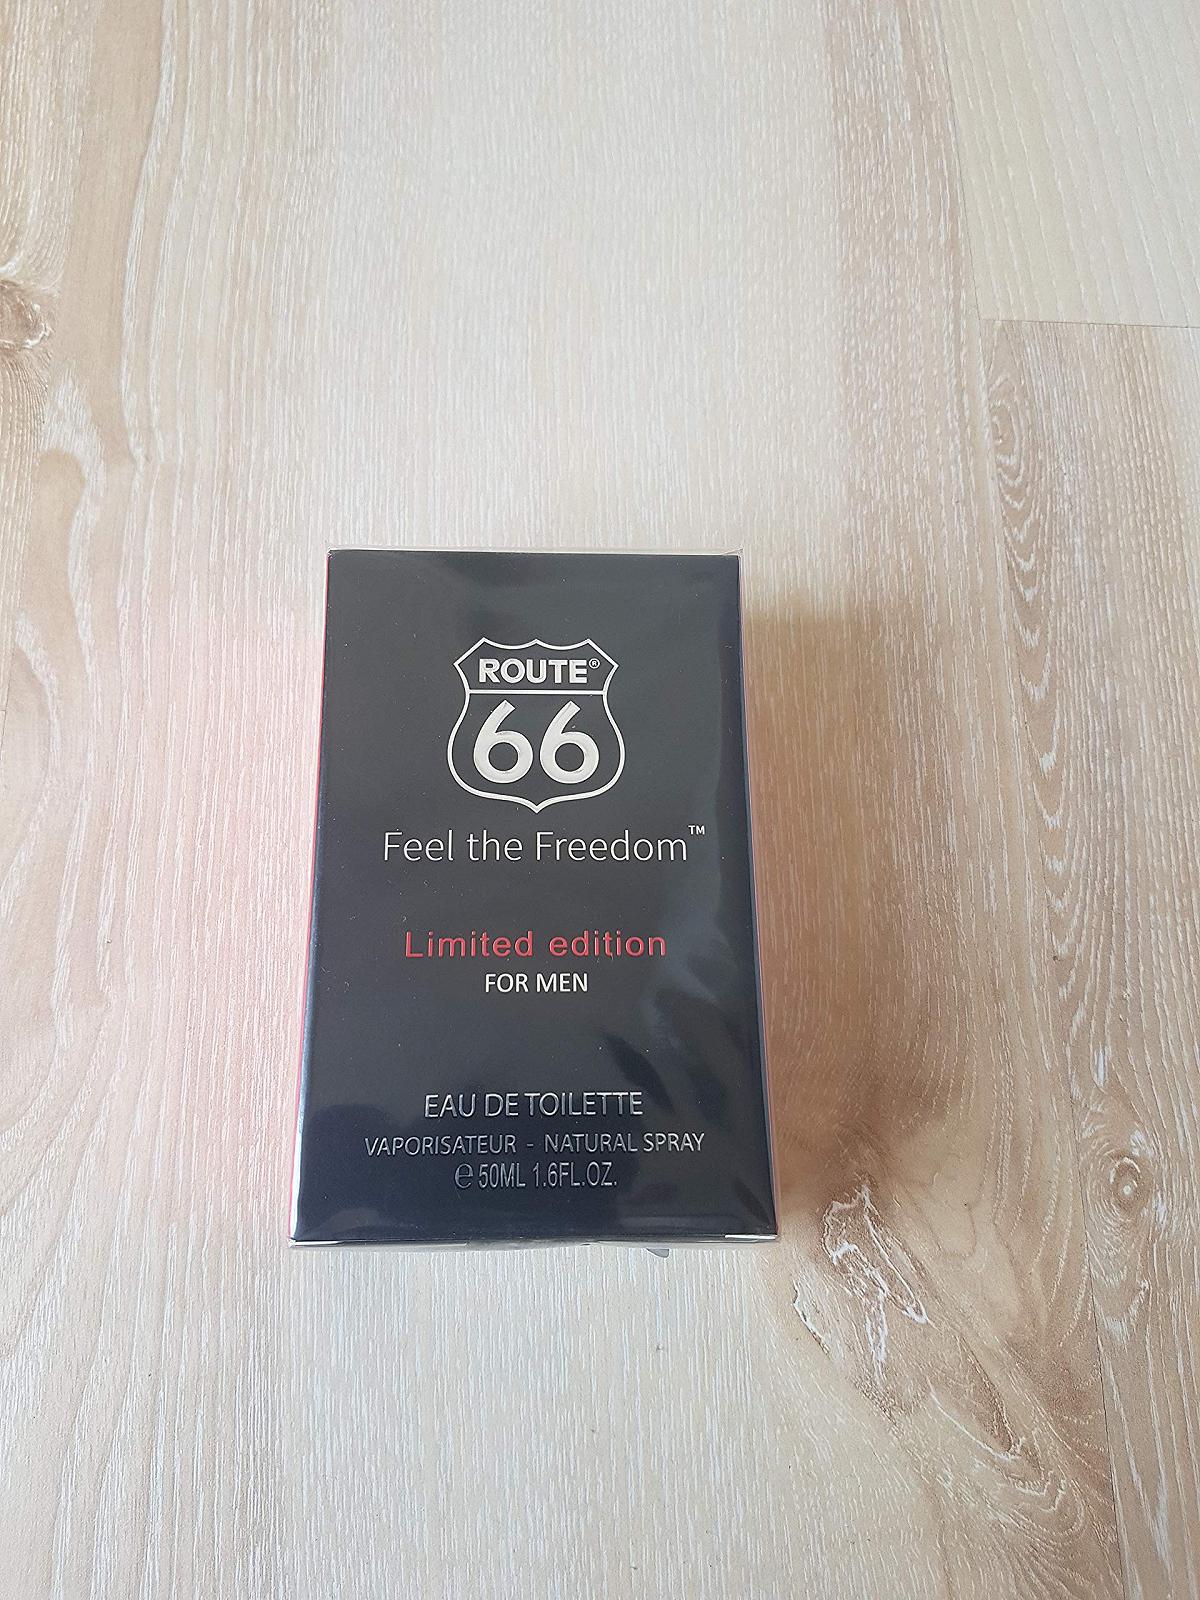 ROUTE®
66
Feel the Freedom™
Limited edition
FOR MEN
EAU DE TOILETTE
VAPORISATEUR - NATURAL SPRAY
℮ 50ML 1.6FL.OZ.